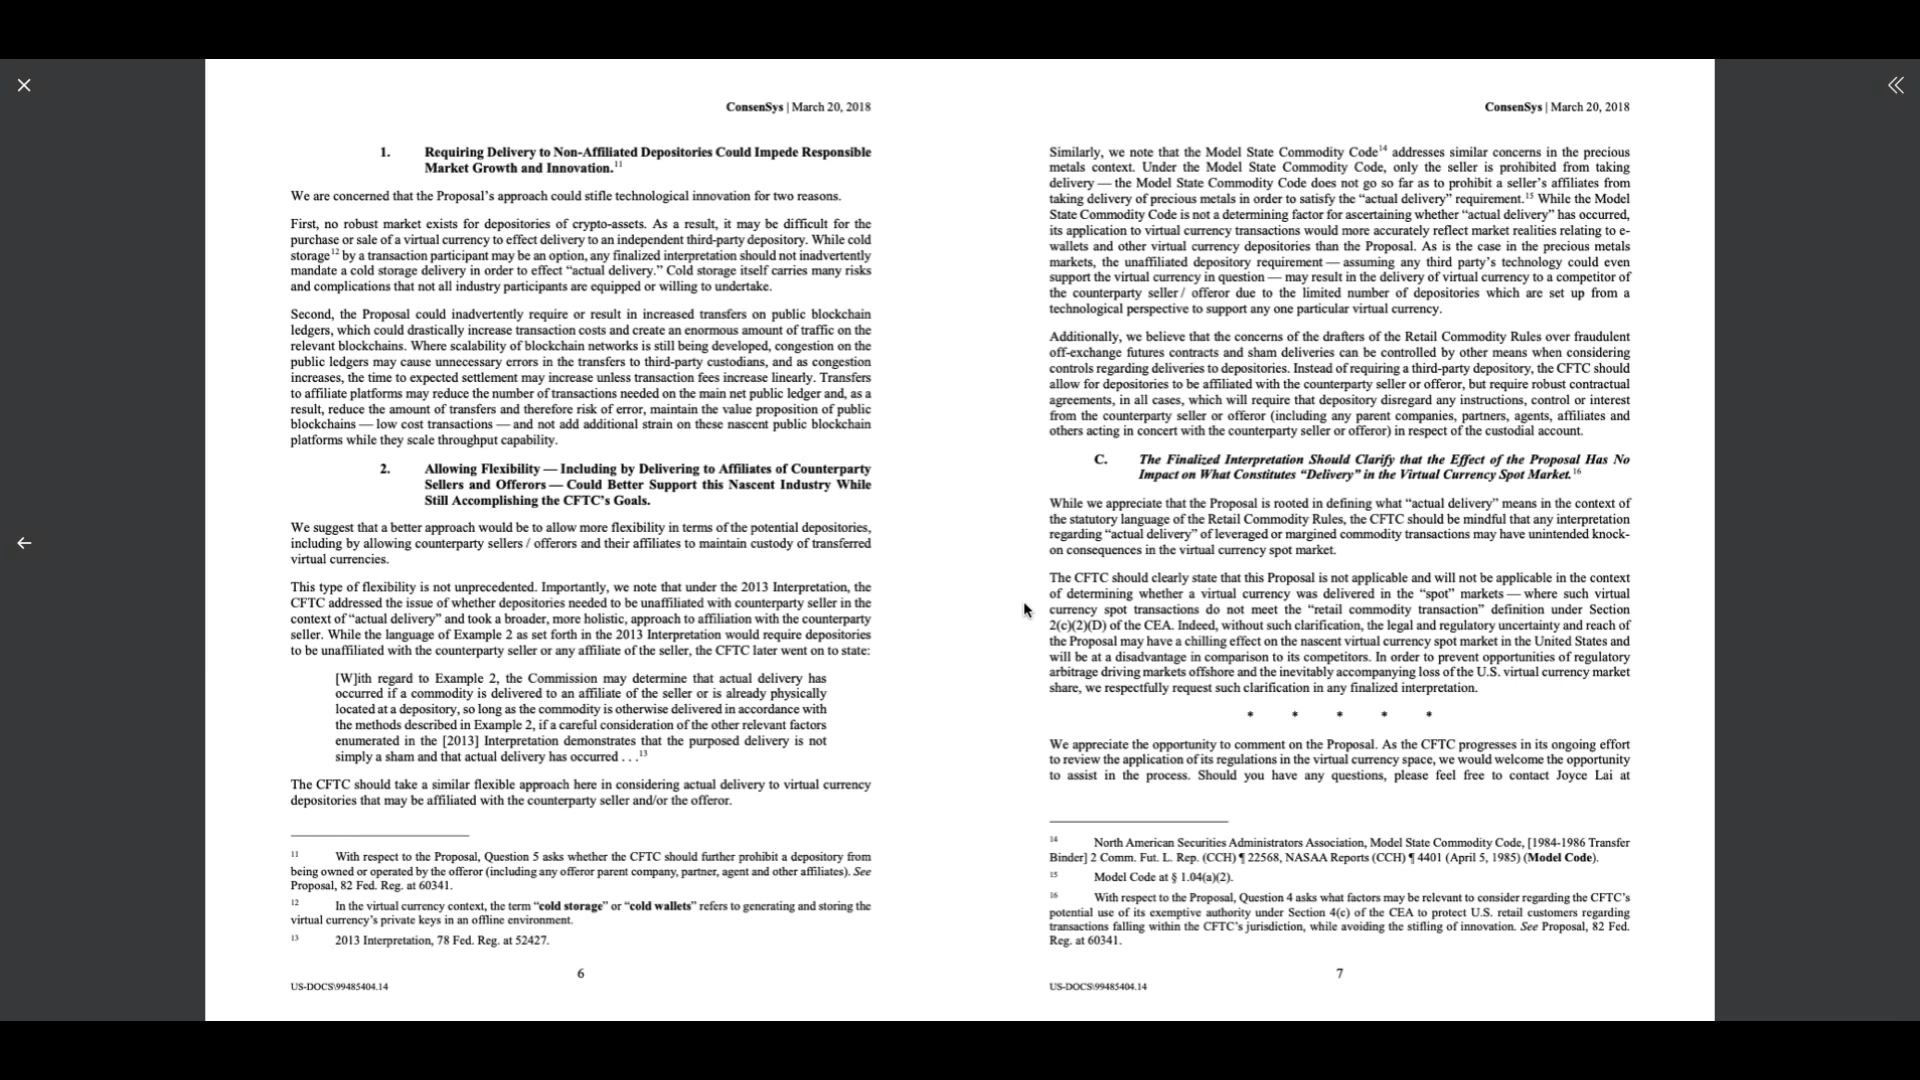 ConsenSys | March 20, 2018
1. Requiring Delivery to Non-Affiliated Depositories Could Impede Responsible
Market Growth and Innovation.11
We are concerned that the Proposal's approach could stifle technological innovation for two reasons.
First, no robust market exists for depositories of crypto-assets. As a result, it may be difficult for the
purchase or sale of a virtual currency to effect delivery to an independent third-party depository. While cold
storage12 by a transaction participant may be an option, any finalized interpretation should not inadvertently
mandate a cold storage delivery in order to effect “actual delivery.” Cold storage itself carries many risks
and complications that not all industry participants are equipped or willing to undertake.
Second, the Proposal could inadvertently require or result in increased transfers on public blockchain
ledgers, which could drastically increase transaction costs and create an enormous amount of traffic on the
relevant blockchains. Where scalability of blockchain networks is still being developed, congestion on the
public ledgers may cause unnecessary errors in the transfers to third-party custodians, and as congestion
increases, the time to expected settlement may increase unless transaction fees increase linearly. Transfers
to affiliate platforms may reduce the number of transactions needed on the main net public ledger and, as a
result, reduce the amount of transfers and therefore risk of error, maintain the value proposition of public
blockchains — low cost transactions — and not add additional strain on these nascent public blockchain
platforms while they scale throughput capability.
2. Allowing Flexibility — Including by Delivering to Affiliates of Counterparty
Sellers and Offerors — Could Better Support this Nascent Industry While
Still Accomplishing the CFTC's Goals.
We suggest that a better approach would be to allow more flexibility in terms of the potential depositories,
including by allowing counterparty sellers / offerors and their affiliates to maintain custody of transferred
virtual currencies.
This type of flexibility is not unprecedented. Importantly, we note that under the 2013 Interpretation, the
CFTC addressed the issue of whether depositories needed to be unaffiliated with counterparty seller in the
context of “actual delivery” and took a broader, more holistic, approach to affiliation with the counterparty
seller. While the language of Example 2 as set forth in the 2013 Interpretation would require depositories
to be unaffiliated with the counterparty seller or any affiliate of the seller, the CFTC later went on to state:
[W]ith regard to Example 2, the Commission may determine that actual delivery has
occurred if a commodity is delivered to an affiliate of the seller or is already physically
located at a depository, so long as the commodity is otherwise delivered in accordance with
the methods described in Example 2, if a careful consideration of the other relevant factors
enumerated in the [2013] Interpretation demonstrates that the purposed delivery is not
simply a sham and that actual delivery has occurred . . .13
The CFTC should take a similar flexible approach here in considering actual delivery to virtual currency
depositories that may be affiliated with the counterparty seller and/or the offeror.
11 With respect to the Proposal, Question 5 asks whether the CFTC should further prohibit a depository from
being owned or operated by the offeror (including any offeror parent company, partner, agent and other affiliates). See
Proposal, 82 Fed. Reg. at 60341.
12 In the virtual currency context, the term “cold storage” or “cold wallets” refers to generating and storing the
virtual currency's private keys in an offline environment.
13 2013 Interpretation, 78 Fed. Reg. at 52427.
6
US-DOCS\99485404.14
ConsenSys | March 20, 2018
Similarly, we note that the Model State Commodity Code14 addresses similar concerns in the precious
metals context. Under the Model State Commodity Code, only the seller is prohibited from taking
delivery — the Model State Commodity Code does not go so far as to prohibit a seller's affiliates from
taking delivery of precious metals in order to satisfy the “actual delivery” requirement.15 While the Model
State Commodity Code is not a determining factor for ascertaining whether “actual delivery” has occurred,
its application to virtual currency transactions would more accurately reflect market realities relating to e-
wallets and other virtual currency depositories than the Proposal. As is the case in the precious metals
markets, the unaffiliated depository requirement — assuming any third party's technology could even
support the virtual currency in question — may result in the delivery of virtual currency to a competitor of
the counterparty seller / offeror due to the limited number of depositories which are set up from a
technological perspective to support any one particular virtual currency.
Additionally, we believe that the concerns of the drafters of the Retail Commodity Rules over fraudulent
off-exchange futures contracts and sham deliveries can be controlled by other means when considering
controls regarding deliveries to depositories. Instead of requiring a third-party depository, the CFTC should
allow for depositories to be affiliated with the counterparty seller or offeror, but require robust contractual
agreements, in all cases, which will require that depository disregard any instructions, control or interest
from the counterparty seller or offeror (including any parent companies, partners, agents, affiliates and
others acting in concert with the counterparty seller or offeror) in respect of the custodial account.
C. The Finalized Interpretation Should Clarify that the Effect of the Proposal Has No
Impact on What Constitutes “Delivery” in the Virtual Currency Spot Market.16
While we appreciate that the Proposal is rooted in defining what “actual delivery” means in the context of
the statutory language of the Retail Commodity Rules, the CFTC should be mindful that any interpretation
regarding “actual delivery” of leveraged or margined commodity transactions may have unintended knock-
on consequences in the virtual currency spot market.
The CFTC should clearly state that this Proposal is not applicable and will not be applicable in the context
of determining whether a virtual currency was delivered in the “spot” markets — where such virtual
currency spot transactions do not meet the “retail commodity transaction” definition under Section
2(c)(2)(D) of the CEA. Indeed, without such clarification, the legal and regulatory uncertainty and reach of
the Proposal may have a chilling effect on the nascent virtual currency spot market in the United States and
will be at a disadvantage in comparison to its competitors. In order to prevent opportunities of regulatory
arbitrage driving markets offshore and the inevitably accompanying loss of the U.S. virtual currency market
share, we respectfully request such clarification in any finalized interpretation.
* * * * *
We appreciate the opportunity to comment on the Proposal. As the CFTC progresses in its ongoing effort
to review the application of its regulations in the virtual currency space, we would welcome the opportunity
to assist in the process. Should you have any questions, please feel free to contact Joyce Lai at
14 North American Securities Administrators Association, Model State Commodity Code, [1984-1986 Transfer
Binder] 2 Comm. Fut. L. Rep. (CCH) ¶ 22568, NASAA Reports (CCH) ¶ 4401 (April 5, 1985) (Model Code).
15 Model Code at § 1.04(a)(2).
16 With respect to the Proposal, Question 4 asks what factors may be relevant to consider regarding the CFTC's
potential use of its exemptive authority under Section 4(c) of the CEA to protect U.S. retail customers regarding
transactions falling within the CFTC's jurisdiction, while avoiding the stifling of innovation. See Proposal, 82 Fed.
Reg. at 60341.
7
US-DOCS\99485404.14